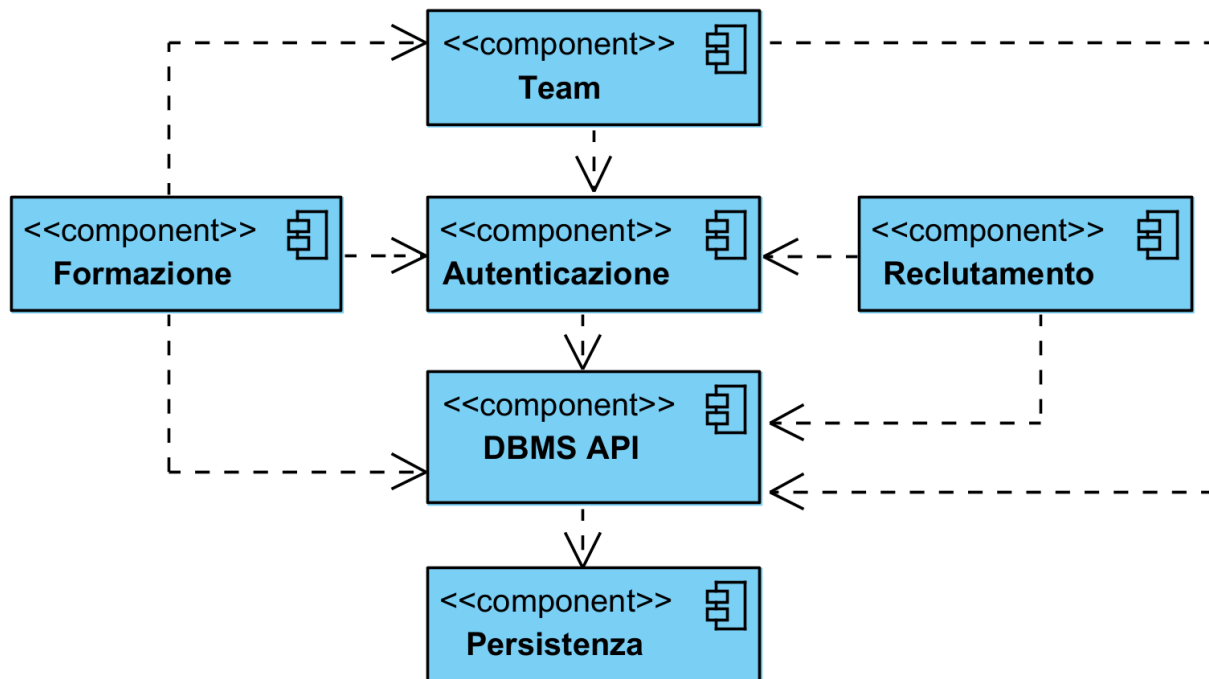 <<component>>
Team
<<component>>
Formazione
<<component>>
Autenticazione
<<component>>
Reclutamento
<<component>>
DBMS API
<<component>>
Persistenza